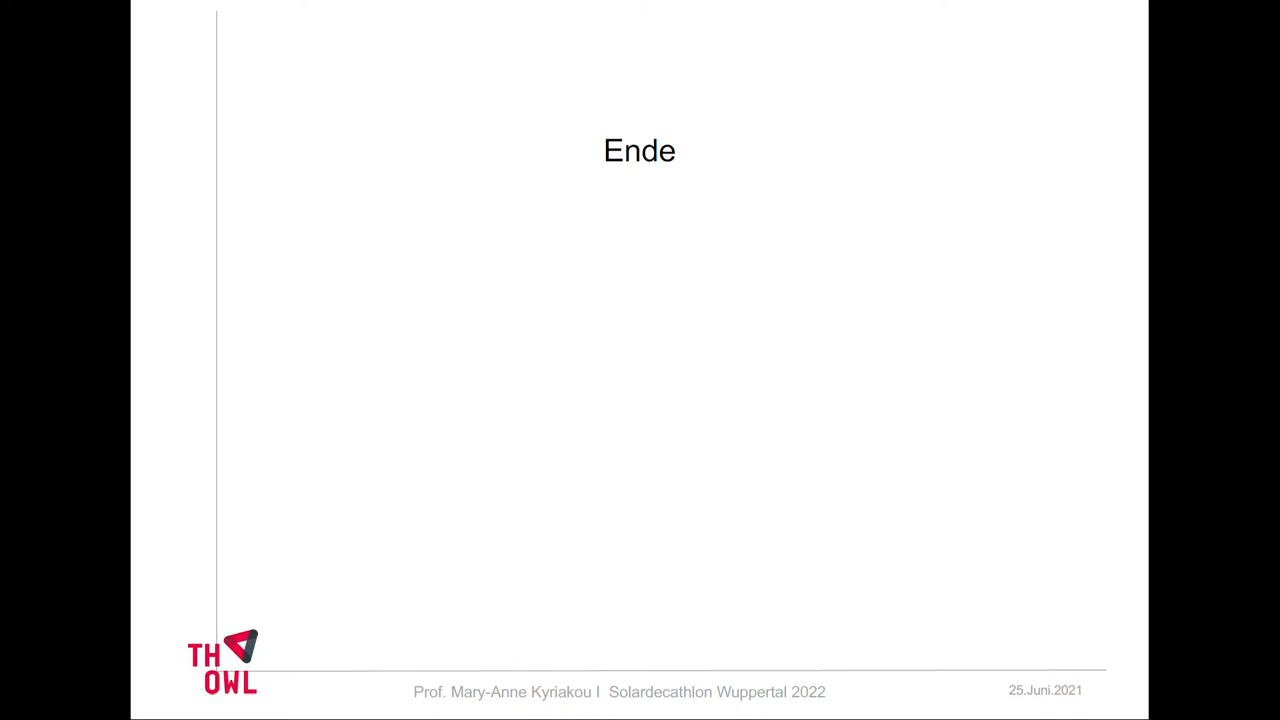 Ende
TH
OWL
Prof. Mary-Anne Kyriakou I Solardecathlon Wuppertal 2022
25.Juni.2021